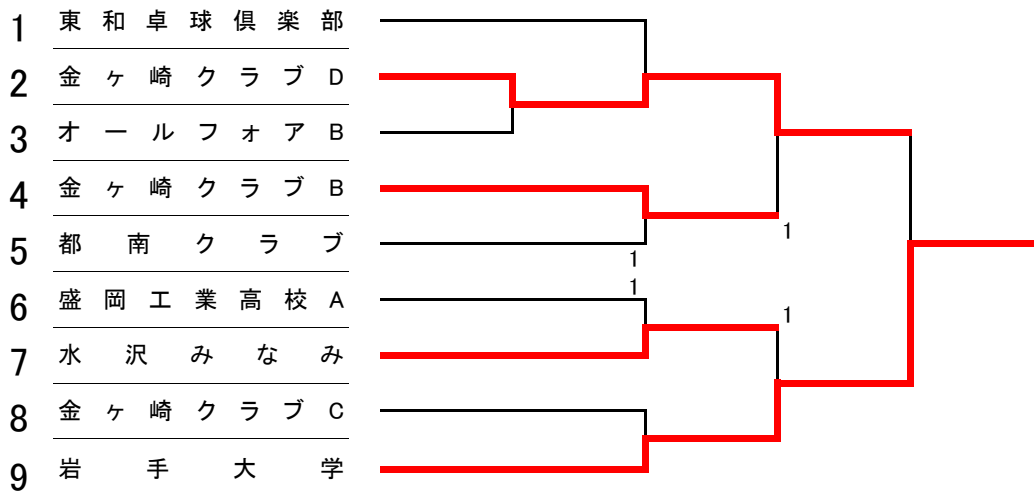 1 東和卓球倶楽部
2 金ヶ崎クラブD
3 オールフォアB
4 金ヶ崎クラブB
5 都南クラブ
1
1
6 盛岡工業高校A
1
1
7 水沢みなみ
8 金ヶ崎クラブC
9 岩手大学